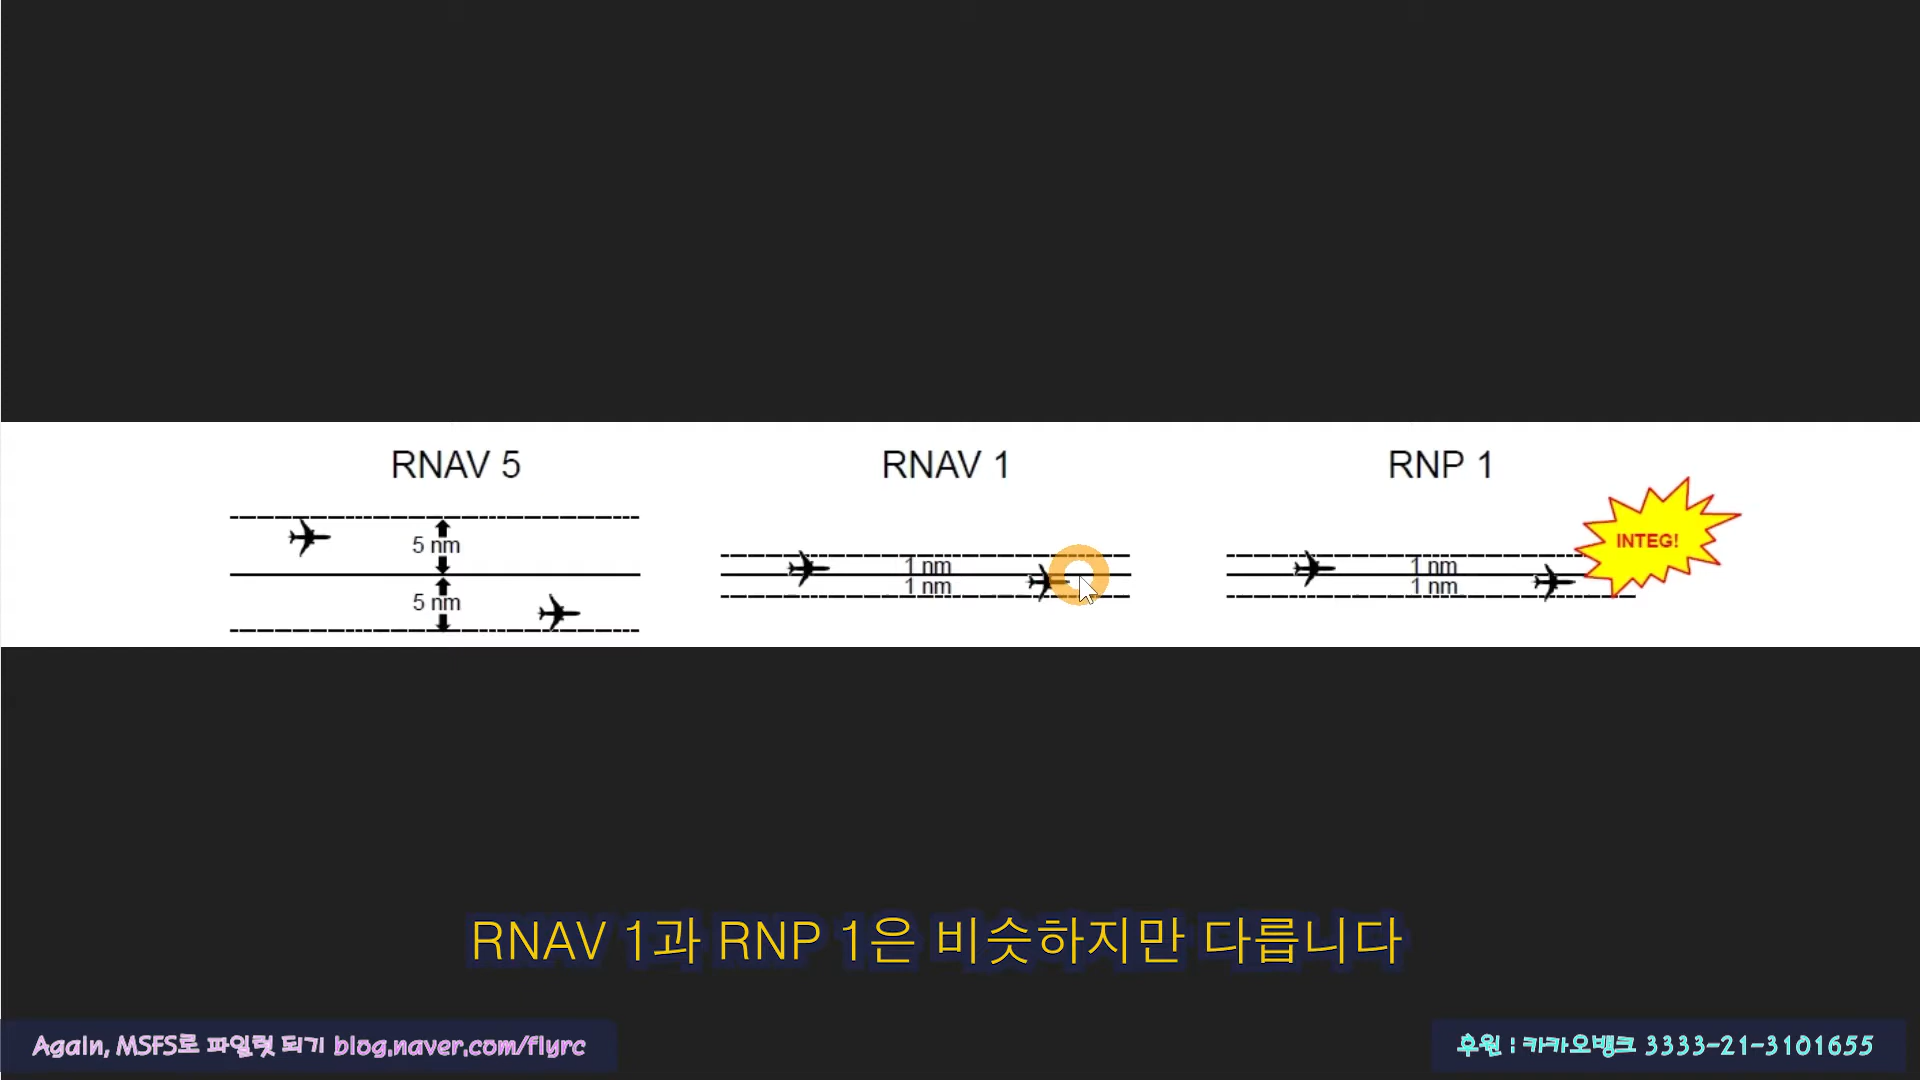 RNAV 5
RNAV 1
RNP 1
5 nm
5 nm
1 nm
1 nm
1 nm
1 nm
INTEG!
RNAV 1과 RNP 1은 비슷하지만 다릅니다
Again, MSFS로 파일럿 되기 blog.naver.com/flyrc
후원 : 카카오뱅크 3333-21-3101655